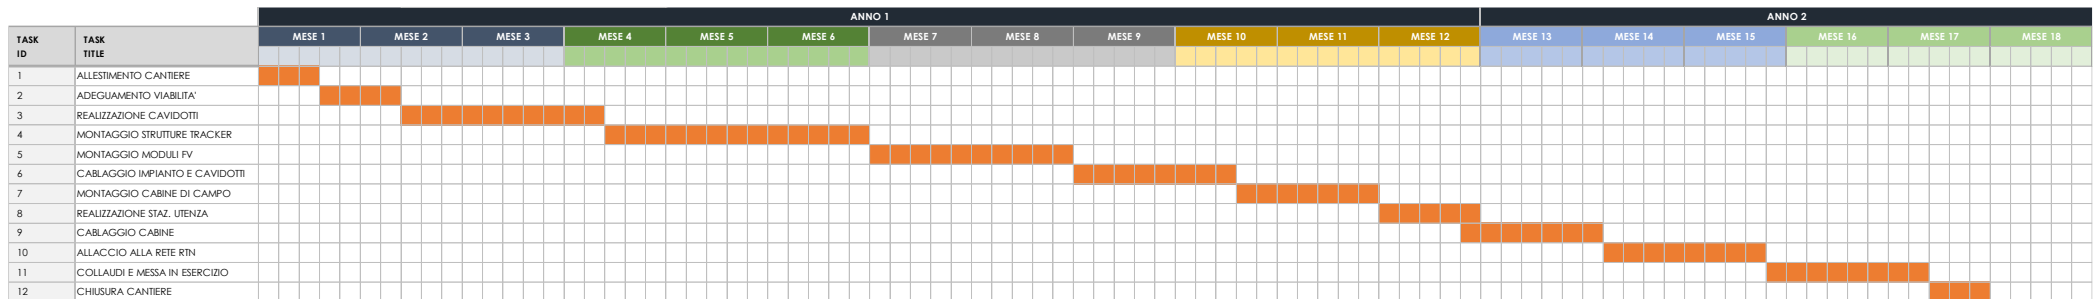 ANNO 1 ANNO 2
TASK ID TASK TITLE MESE 1 MESE 2 MESE 3 MESE 4 MESE 5 MESE 6 MESE 7 MESE 8 MESE 9 MESE 10 MESE 11 MESE 12 MESE 13 MESE 14 MESE 15 MESE 16 MESE 17 MESE 18
1 ALLESTIMENTO CANTIERE
2 ADEGUAMENTO VIABILITA'
3 REALIZZAZIONE CAVIDOTTI
4 MONTAGGIO STRUTTURE TRACKER
5 MONTAGGIO MODULI FV
6 CABLAGGIO IMPIANTO E CAVIDOTTI
7 MONTAGGIO CABINE DI CAMPO
8 REALIZZAZIONE STAZ. UTENZA
9 CABLAGGIO CABINE
10 ALLACCIO ALLA RETE RTN
11 COLLAUDI E MESSA IN ESERCIZIO
12 CHIUSURA CANTIERE